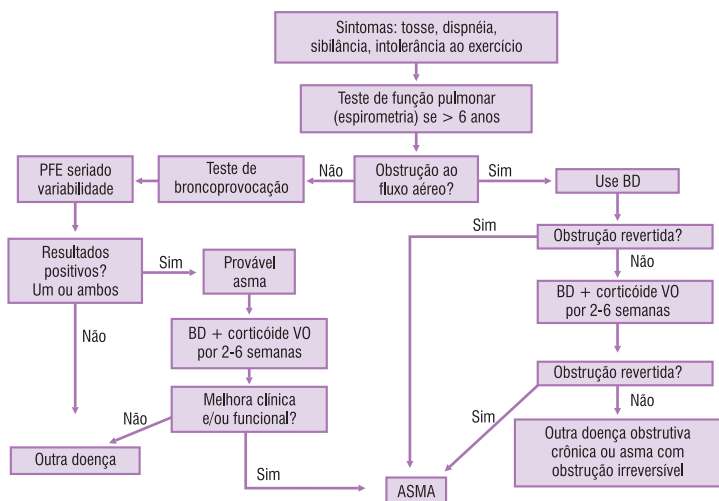 Sintomas: tosse, dispnéia,
sibilância, intolerância ao exercício
Teste de função pulmonar
(espirometria) se > 6 anos
PFE seriado
variabilidade
Teste de
broncoprovocação
Não
Obstrução ao
fluxo aéreo?
Sim
Use BD
Resultados
positivos?
Um ou ambos
Sim
Provável
asma
Sim
Obstrução revertida?
Não
Não
BD + corticóide VO
por 2-6 semanas
BD + corticóide VO
por 2-6 semanas
Melhora clínica
e/ou funcional?
Não
Obstrução revertida?
Sim
Não
Outra doença
Sim
ASMA
Outra doença obstrutiva
crônica ou asma com
obstrução irreversível